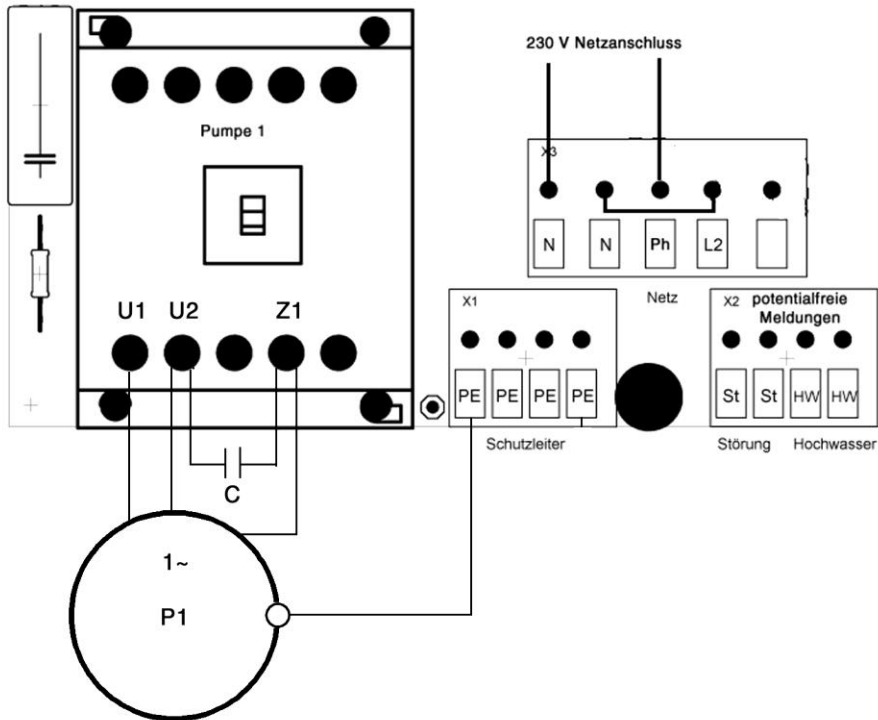 Pumpe 1
U1 U2 Z1
C
1~
P1
230 V Netzanschluss
X3
N N Ph L2
Netz
X1
PE PE PE PE
Schutzleiter
X2 potentialfreie
Meldungen
St St HW HW
Störung Hochwasser